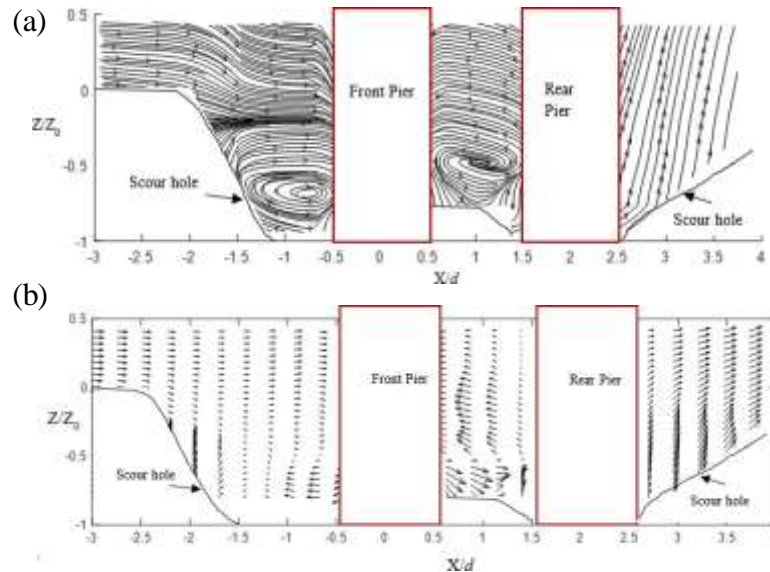 (a)
0.5
0
-0.5
-1
Z/Z0
Front Pier
Rear
Pier
Scour hole
Scour hole
-3 -2.5 -2 -1.5 -1 -0.5 0 0.5 1 1.5 2 2.5 3 3.5 4
X/d
(b)
0.5
0
-0.5
-1
Z/Z0
Front Pier
Rear Pier
Scour hole
Scour hole
-3 -2.5 -2 -1.5 -1 -0.5 0 0.5 1 1.5 2 2.5 3 3.5
X/d